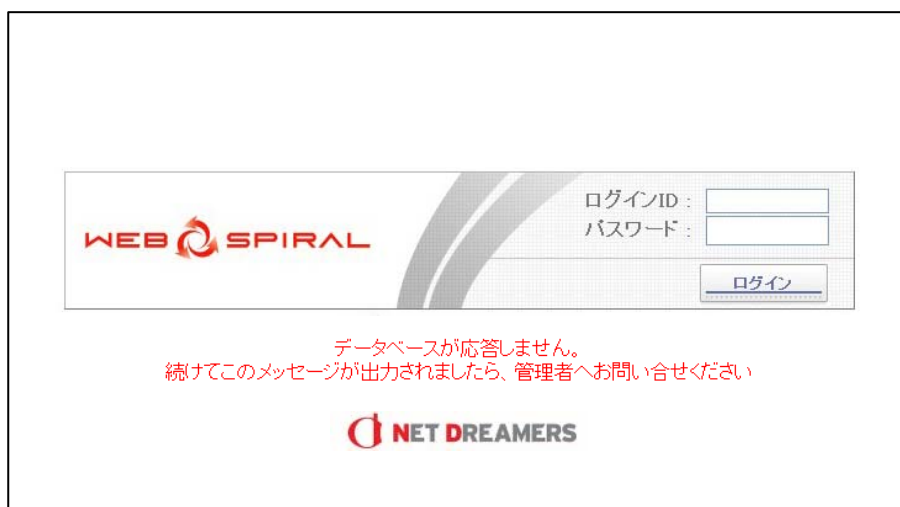 WEB SPIRAL
ログインID :
パスワード :
ログイン
データベースが応答しません。
続けてこのメッセージが出力されましたら、管理者へお問い合せください
NET DREAMERS